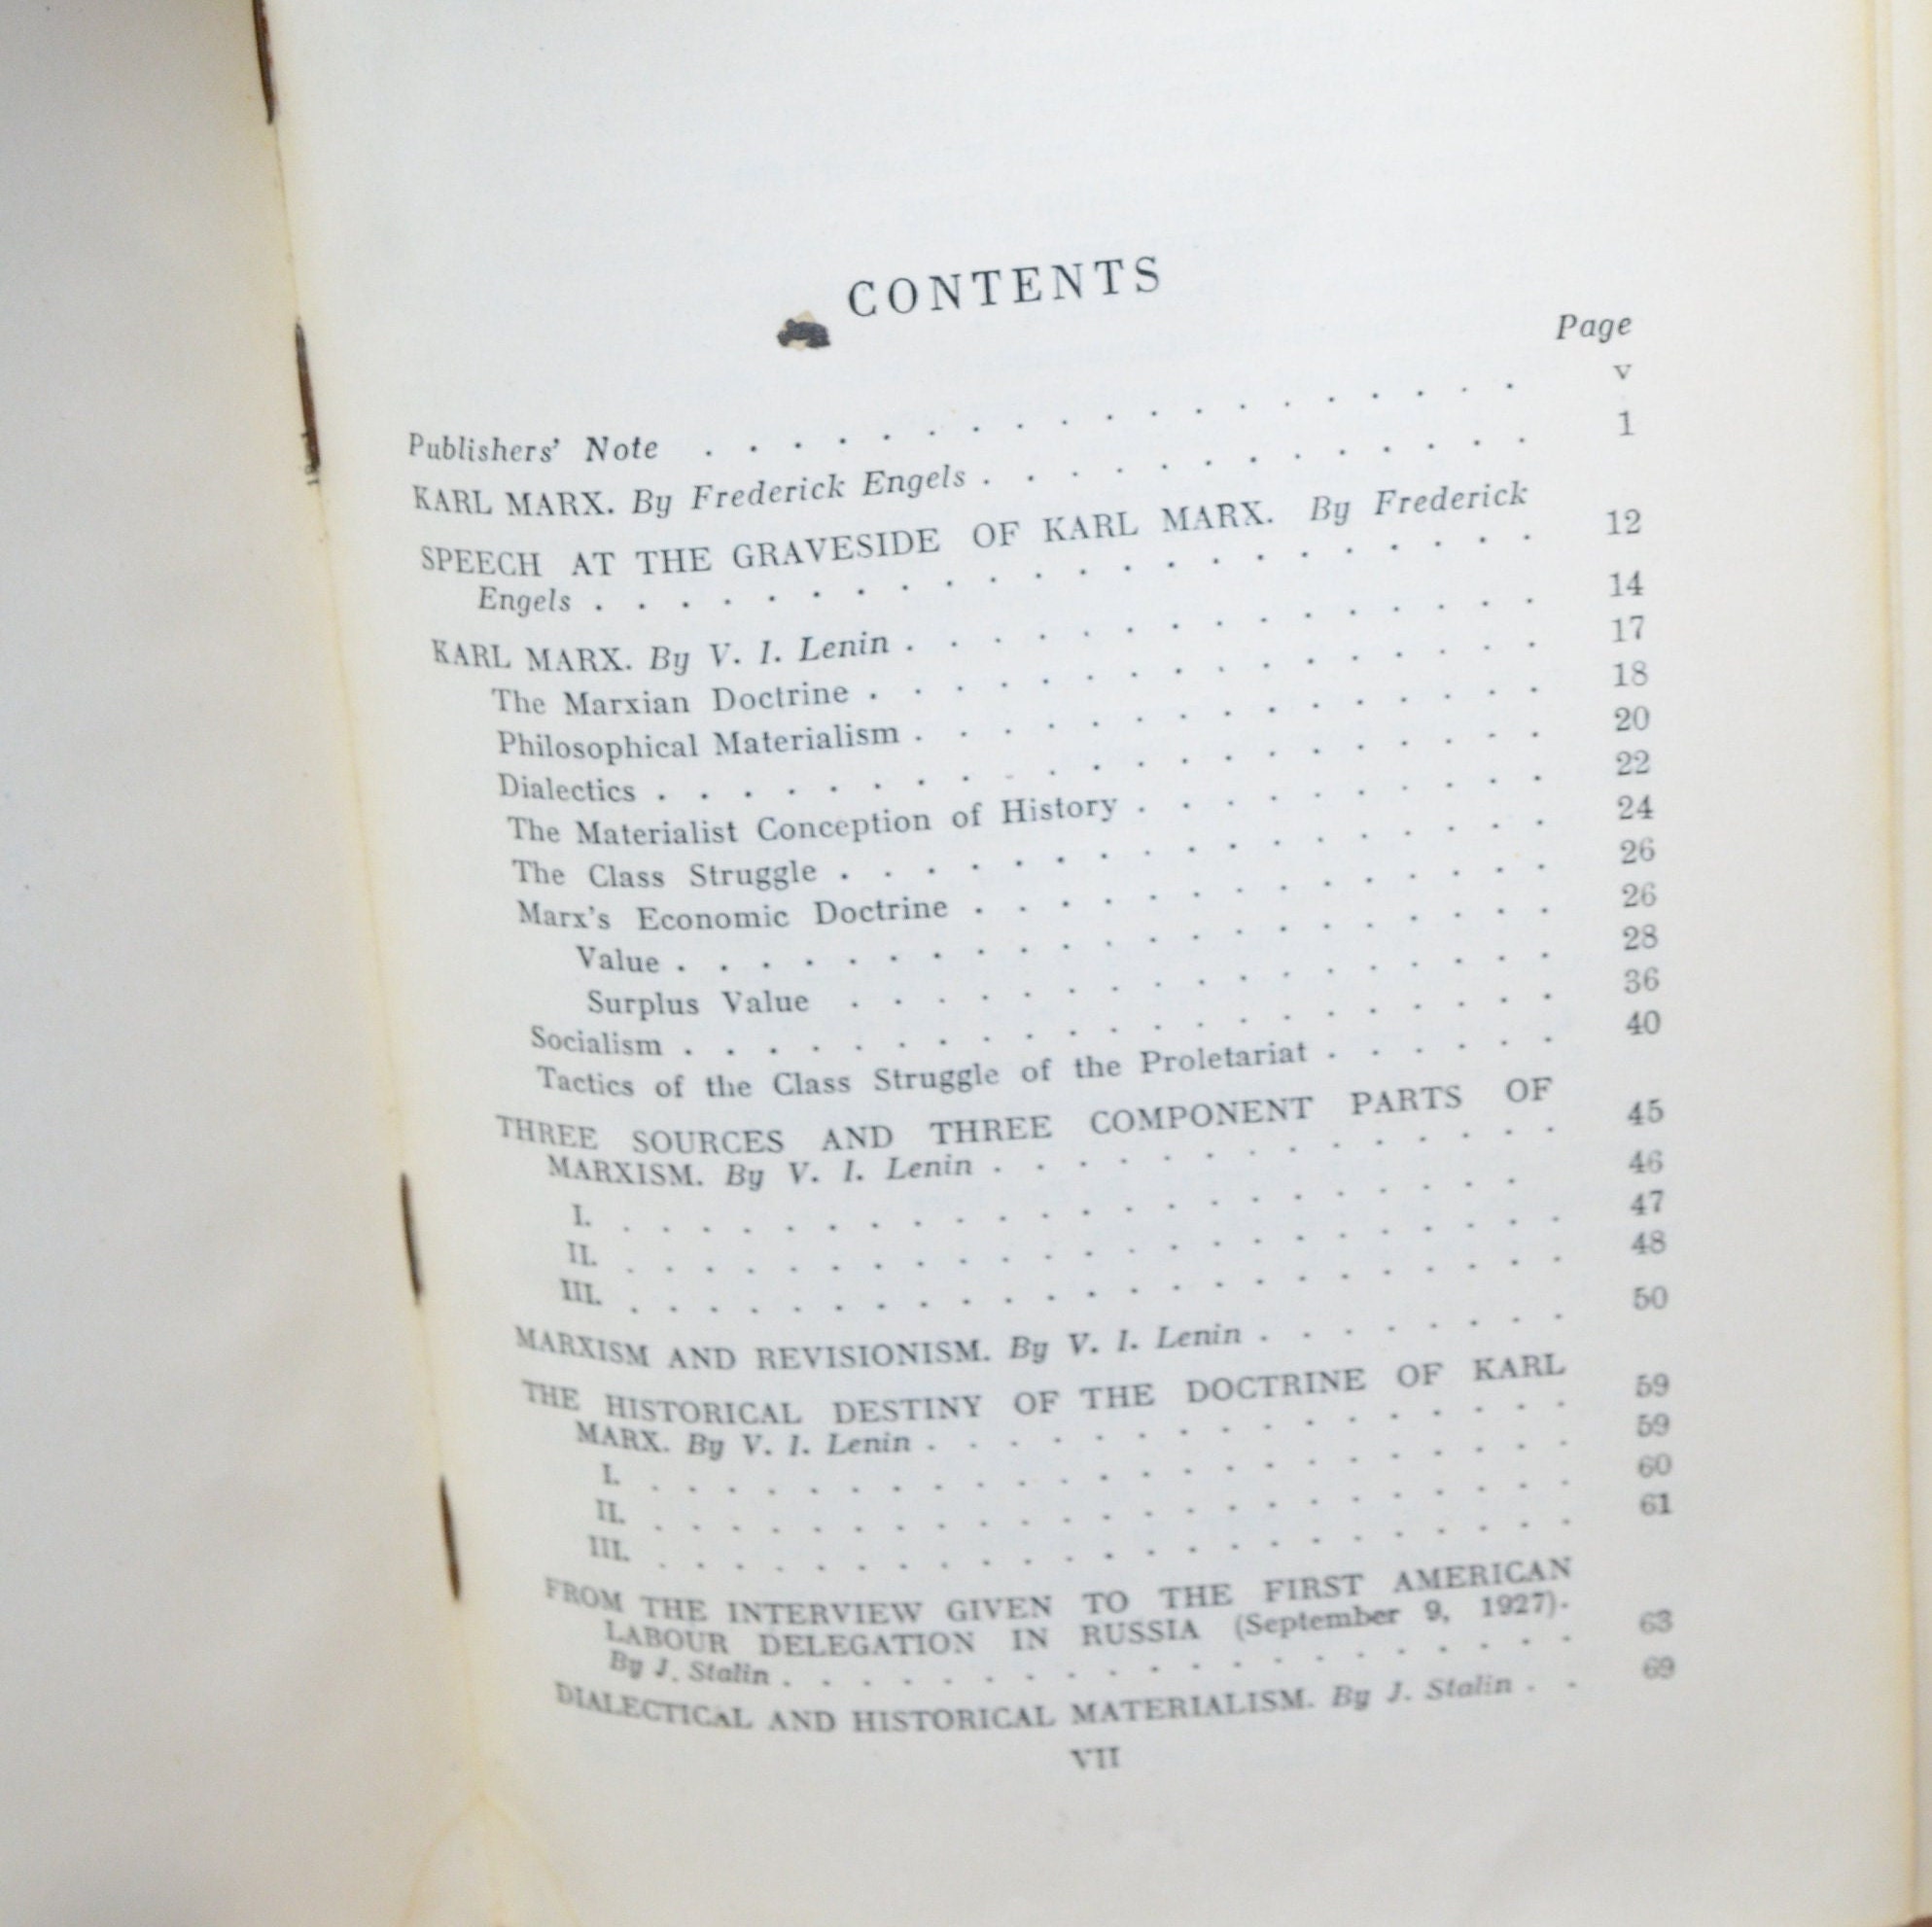 CONTENTS
Page
Publishers' Note . . . . . . . . . . . . . . . . . . . v
KARL MARX. By Frederick Engels . . . . . . . . . . . . . 1
SPEECH AT THE GRAVESIDE OF KARL MARX. By Frederick
Engels . . . . . . . . . . . . . . . . . . . . . . 12
KARL MARX. By V. I. Lenin . . . . . . . . . . . . . . . 14
The Marxian Doctrine . . . . . . . . . . . . . . . . 17
Philosophical Materialism . . . . . . . . . . . . . . . 18
Dialectics . . . . . . . . . . . . . . . . . . . . . 20
The Materialist Conception of History . . . . . . . . . . 22
The Class Struggle . . . . . . . . . . . . . . . . . 24
Marx's Economic Doctrine . . . . . . . . . . . . . . 26
Value . . . . . . . . . . . . . . . . . . . . . 26
Surplus Value . . . . . . . . . . . . . . . . . 28
Socialism . . . . . . . . . . . . . . . . . . . . . 36
Tactics of the Class Struggle of the Proletariat . . . . . . 40
THREE SOURCES AND THREE COMPONENT PARTS OF
MARXISM. By V. I. Lenin . . . . . . . . . . . . . . 45
I. . . . . . . . . . . . . . . . . . . . . . . 46
II. . . . . . . . . . . . . . . . . . . . . . . 47
III. . . . . . . . . . . . . . . . . . . . . . . 48
MARXISM AND REVISIONISM. By V. I. Lenin . . . . . . . . 50
THE HISTORICAL DESTINY OF THE DOCTRINE OF KARL
MARX. By V. I. Lenin . . . . . . . . . . . . . . . . 59
I. . . . . . . . . . . . . . . . . . . . . . . 59
II. . . . . . . . . . . . . . . . . . . . . . . 60
III. . . . . . . . . . . . . . . . . . . . . . . 61
FROM THE INTERVIEW GIVEN TO THE FIRST AMERICAN
LABOUR DELEGATION IN RUSSIA (September 9, 1927).
By J. Stalin . . . . . . . . . . . . . . . . . . . 63
DIALECTICAL AND HISTORICAL MATERIALISM. By J. Stalin . . 69
VII